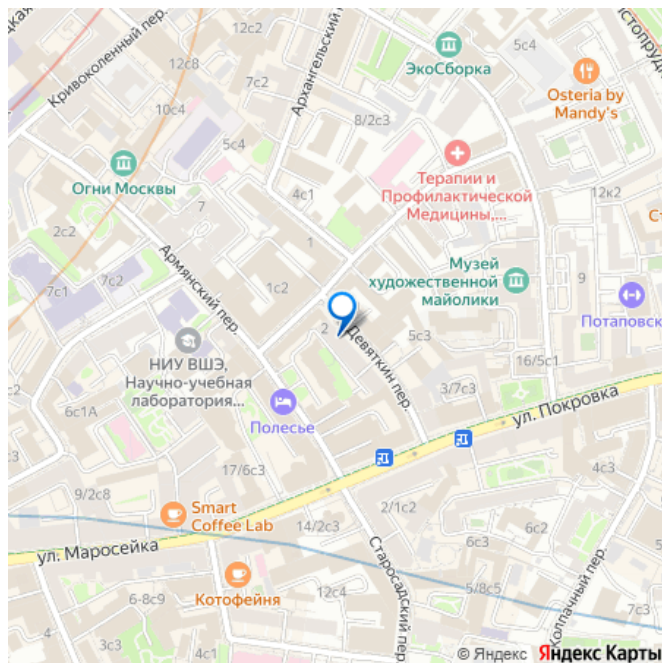 Кривоколенный пер.
12с8
7с2
Архангельский п
ЭкоСборка
5с4
Osteria by
Mandy's
10с4
8/2с3
5с4
Огни Москвы
Терапии и
Профилактической
Медицины,...
12к2
4с1
7
2с2
1
Армянский пер.
Музей
художественной
майолики
9
7с1
7с2
1с2
Потаповск
2
Девяткин пер.
5с3
16/5с1
НИУ ВШЭ,
Научно-учебная
лаборатория...
3/7с3
6с1А
Полесье
ул. Покровка
17/6с3
4с3
9/2с8
Smart
Coffee Lab
2/1с2
14/2с3
6с2
6с3
ул. Маросейка
Старосадский пер.
Котофейня
12с4
5/8с5
Колпачный пер.
6-8с9
7с3
3с4
4с3
12с1
© Яндекс Яндекс Карты